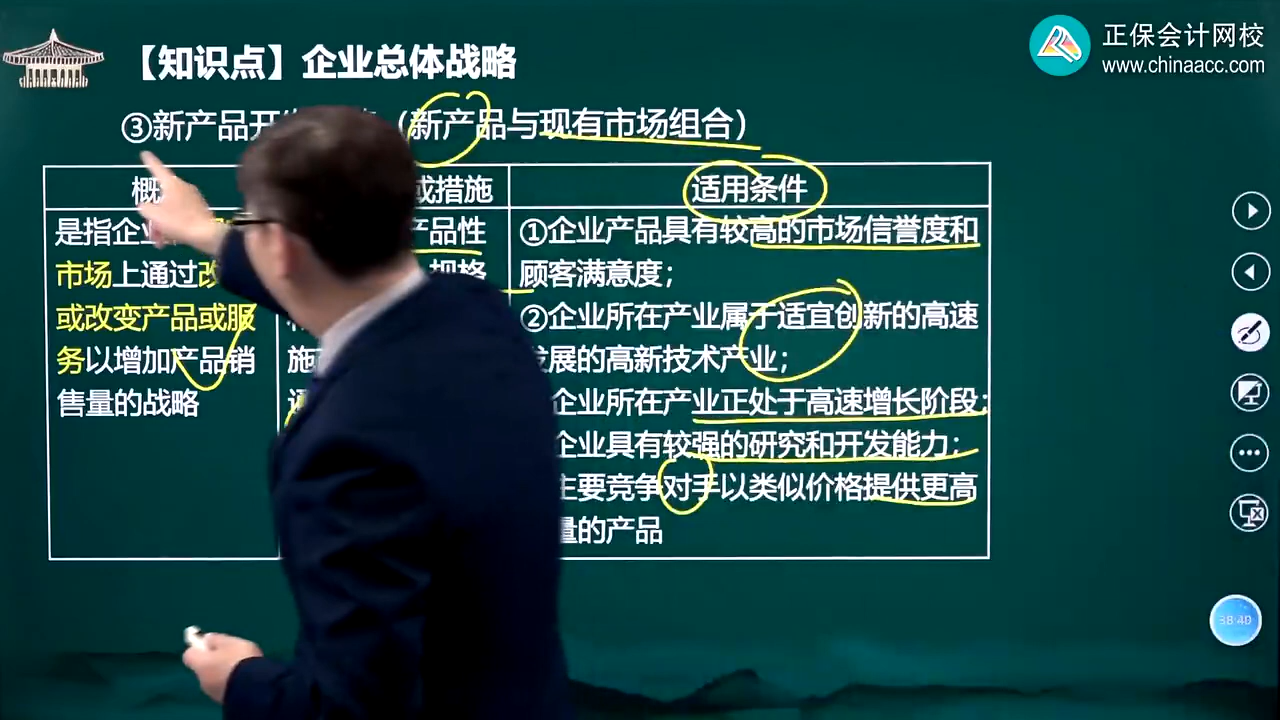 【知识点】企业总体战略
正保会计网校
www.chinaacc.com
③新产品开 （新产品与现有市场组合）
概 或措施 适用条件
是指企业
市场上通过改
或改变产品或服
务以增加产品销
售量的战略
产品性
规格
施
①企业产品具有较高的市场信誉度和
顾客满意度；
②企业所在产业属于适宜创新的高速
发展的高新技术产业；
企业所在产业正处于高速增长阶段；
企业具有较强的研究和开发能力；
主要竞争对手以类似价格提供更高
量的产品
38:40